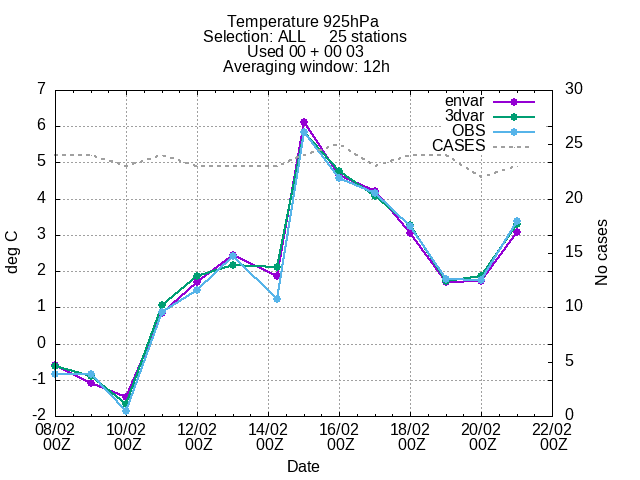 Temperature 925hPa
Selection: ALL 25 stations
Used 00 + 00 03
Averaging window: 12h
7
6
5
4
3
2
1
0
-1
-2
deg C
30
25
20
15
10
5
0
No cases
envar
3dvar
OBS
CASES
08/02 10/02 12/02 14/02 16/02 18/02 20/02 22/02
00Z 00Z 00Z 00Z 00Z 00Z 00Z 00Z
Date